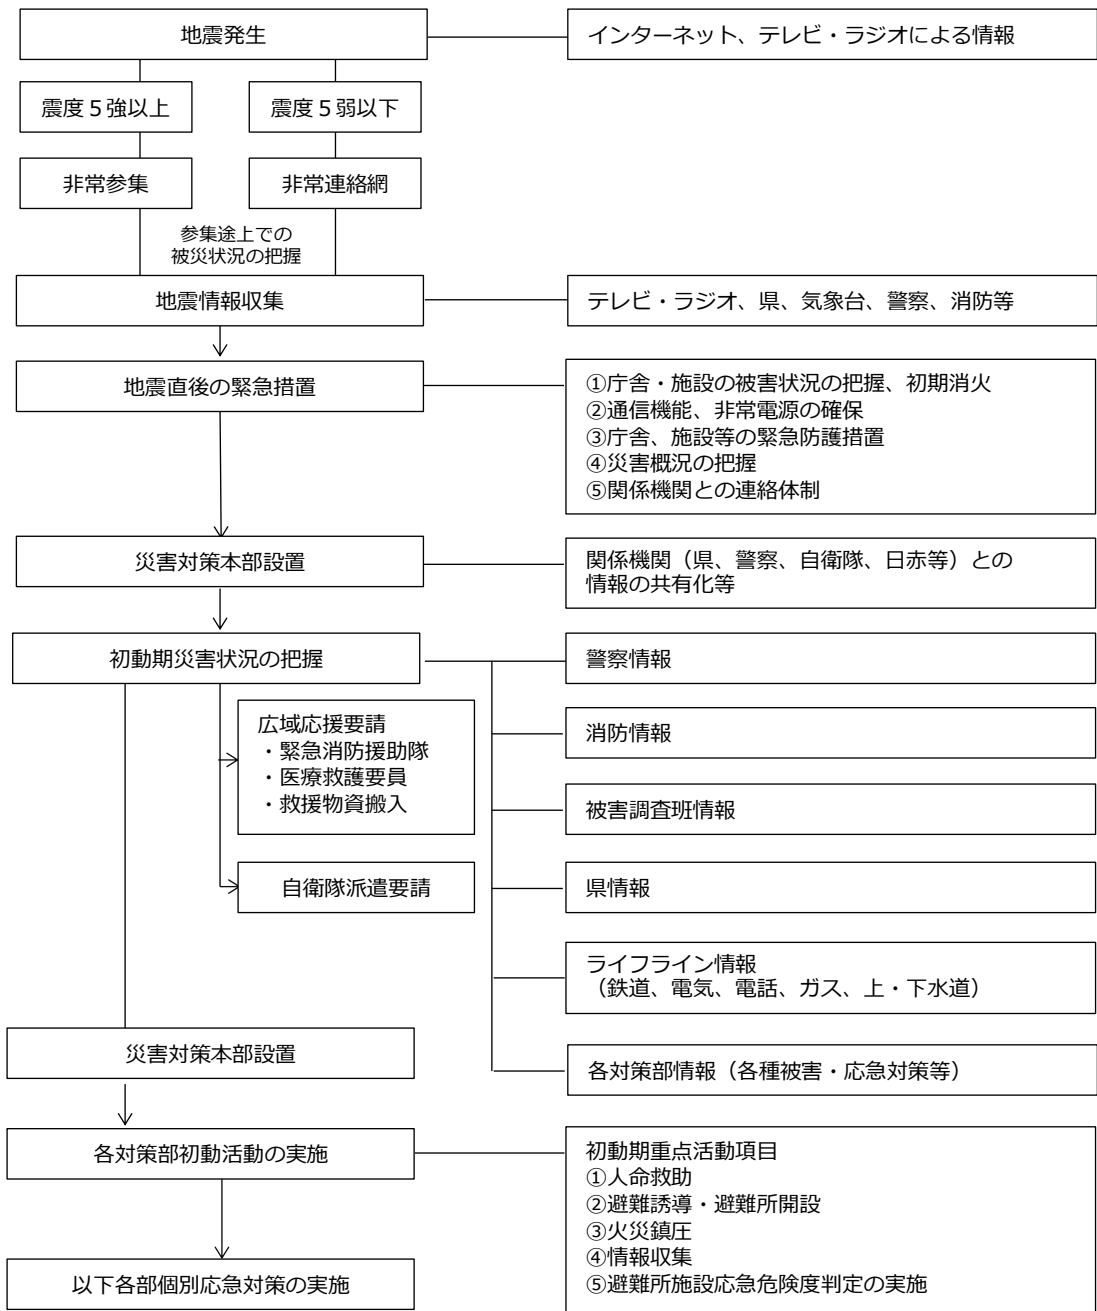 地震発生
インターネット、テレビ・ラジオによる情報
震度５強以上
震度５弱以下
非常参集
非常連絡網
参集途上での
被災状況の把握
地震情報収集
テレビ・ラジオ、県、気象台、警察、消防等
地震直後の緊急措置
①庁舎・施設の被害状況の把握、初期消火
②通信機能、非常電源の確保
③庁舎、施設等の緊急防護措置
④災害概況の把握
⑤関係機関との連絡体制
災害対策本部設置
関係機関（県、警察、自衛隊、日赤等）との
情報の共有化等
初動期災害状況の把握
警察情報
広域応援要請
・緊急消防援助隊
・医療救護要員
・救援物資搬入
消防情報
被害調査班情報
自衛隊派遣要請
県情報
ライフライン情報
（鉄道、電気、電話、ガス、上・下水道）
災害対策本部設置
各対策部情報（各種被害・応急対策等）
各対策部初動活動の実施
初動期重点活動項目
①人命救助
②避難誘導・避難所開設
③火災鎮圧
④情報収集
⑤避難所施設応急危険度判定の実施
以下各部個別応急対策の実施